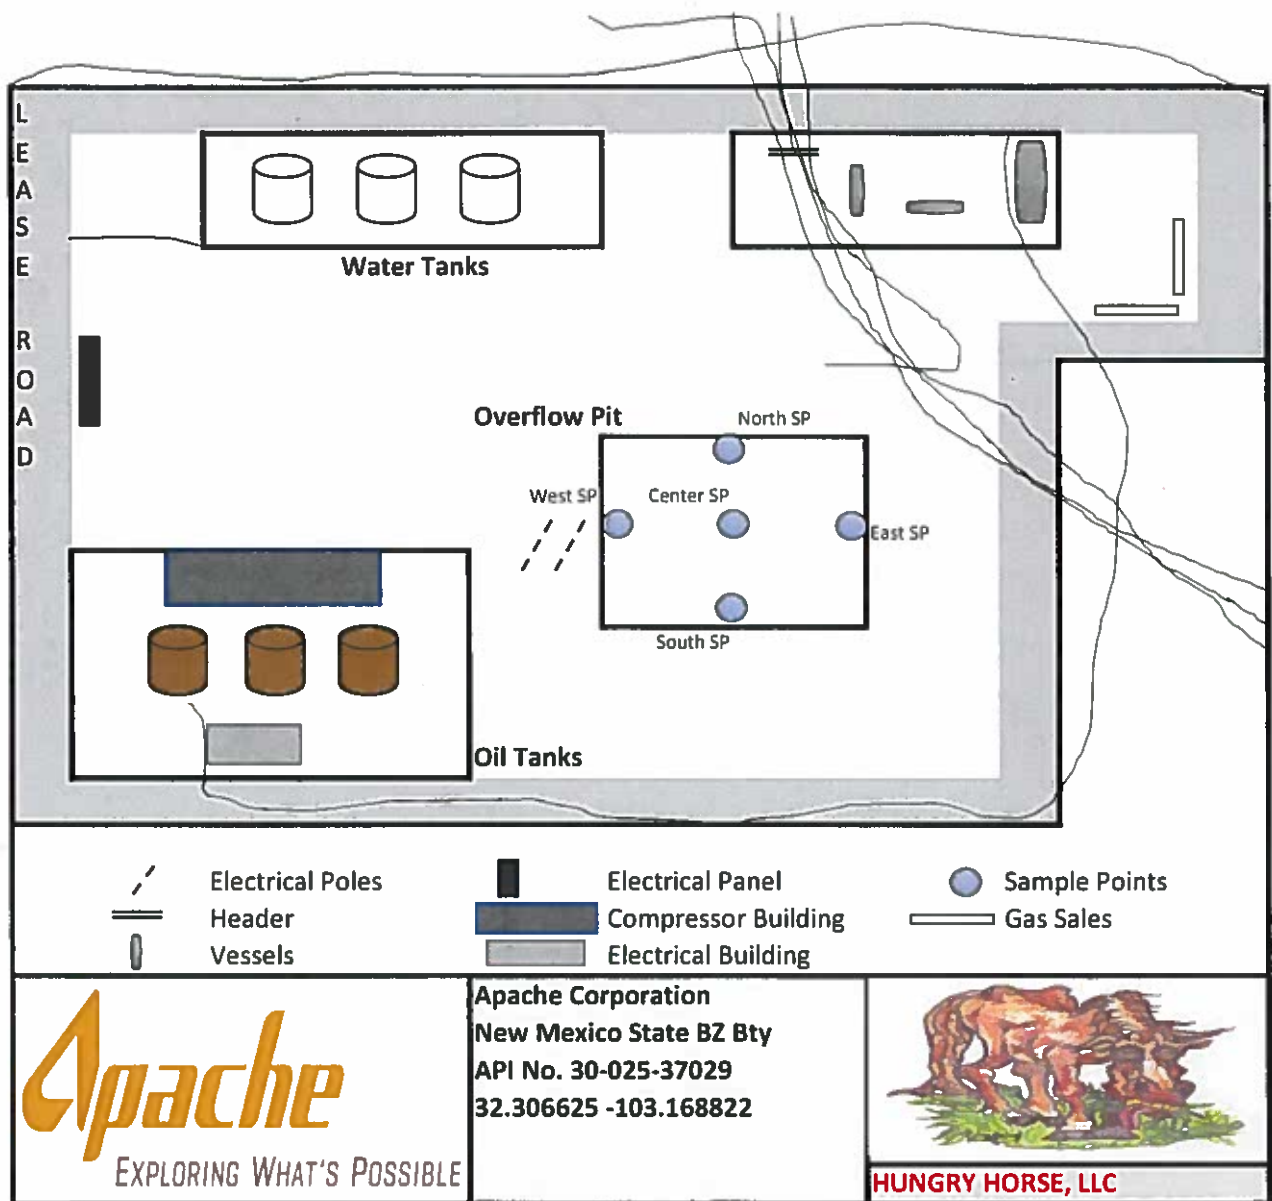 LEASE ROAD
Water Tanks
Overflow Pit
North SP
West SP
Center SP
East SP
South SP
Oil Tanks
Electrical Poles
Electrical Panel
Sample Points
Header
Compressor Building
Gas Sales
Vessels
Electrical Building
Apache
EXPLORING WHAT'S POSSIBLE
Apache Corporation
New Mexico State BZ Bty
API No. 30-025-37029
32.306625 -103.168822
HUNGRY HORSE, LLC